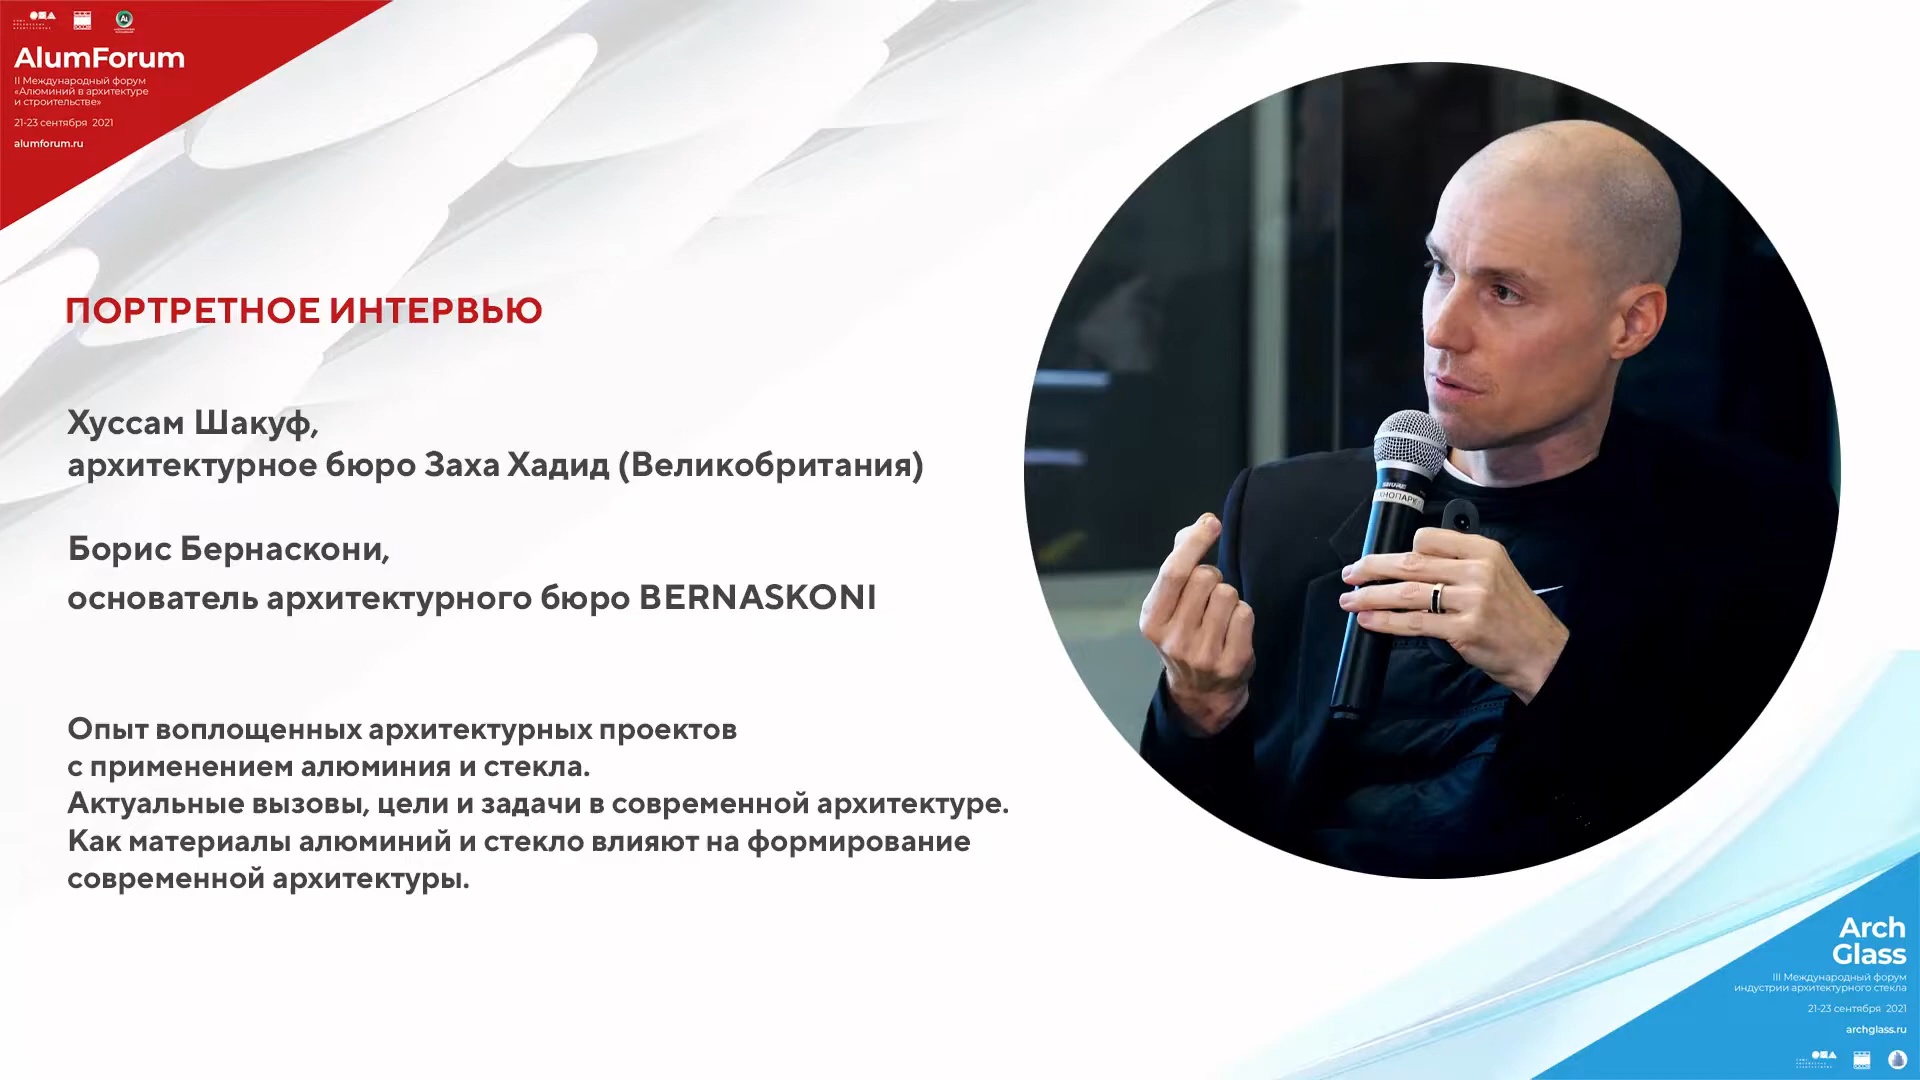 AlumForum
II Международный форум
«Алюминий в архитектуре
и строительстве»
21-23 сентября 2021
alumforum.ru
ПОРТРЕТНОЕ ИНТЕРВЬЮ
Хуссам Шакуф,
архитектурное бюро Заха Хадид (Великобритания)
Борис Бернаскони,
основатель архитектурного бюро BERNASKONI
Опыт воплощенных архитектурных проектов
с применением алюминия и стекла.
Актуальные вызовы, цели и задачи в современной архитектуре.
Как материалы алюминий и стекло влияют на формирование
современной архитектуры.
SHURE
ХНОПАРК
Arch
Glass
III Международный форум
индустрии архитектурного стекла
21-23 сентября 2021
archglass.ru